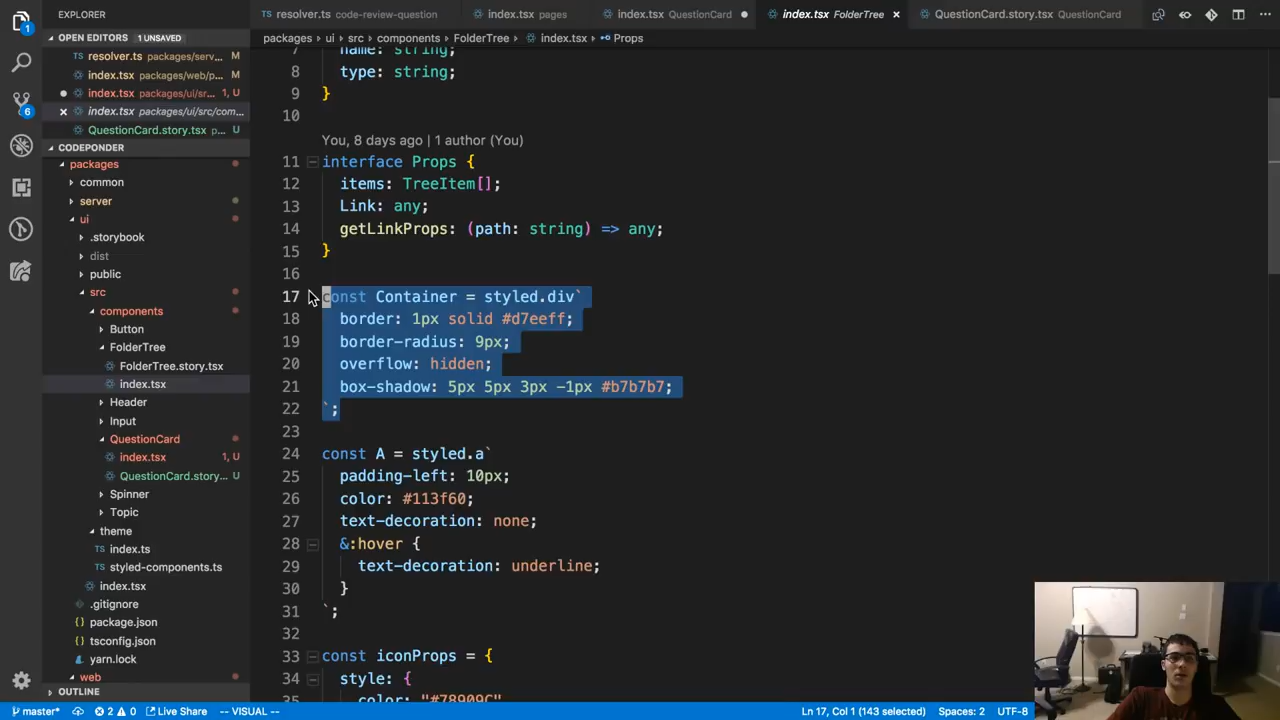 EXPLORER
resolver.ts code-review-question
index.tsx pages
index.tsx QuestionCard
index.tsx FolderTree
QuestionCard.story.tsx QuestionCard
OPEN EDITORS 1 UNSAVED
resolver.ts packages/serv... M
index.tsx packages/web/p... M
index.tsx packages/ui/sr... 1, U
index.tsx packages/ui/src/com...
QuestionCard.story.tsx p... U
CODEPONDER
packages
common
server
ui
.storybook
dist
public
src
components
Button
FolderTree
FolderTree.story.tsx
index.tsx
Header
Input
QuestionCard
index.tsx 1, U
QuestionCard.story... U
Spinner
Topic
theme
index.ts
styled-components.ts
index.tsx
.gitignore
package.json
tsconfig.json
yarn.lock
web
OUTLINE
1
6
packages › ui › src › components › FolderTree › index.tsx › Props
7 name: string;
8 type: string;
9 }
10
You, 8 days ago | 1 author (You)
11 interface Props {
12 items: TreeItem[];
13 Link: any;
14 getLinkProps: (path: string) => any;
15 }
16
17 const Container = styled.div`
18 border: 1px solid #d7eeff;
19 border-radius: 9px;
20 overflow: hidden;
21 box-shadow: 5px 5px 3px -1px #b7b7b7;
22 `;
23
24 const A = styled.a`
25 padding-left: 10px;
26 color: #113f60;
27 text-decoration: none;
28 &:hover {
29 text-decoration: underline;
30 }
31 `;
32
33 const iconProps = {
34 style: {
35 color: "#78909C"
master* 2 0 Live Share -- VISUAL -- Ln 17, Col 1 (143 selected) Spaces: 2 UTF-8